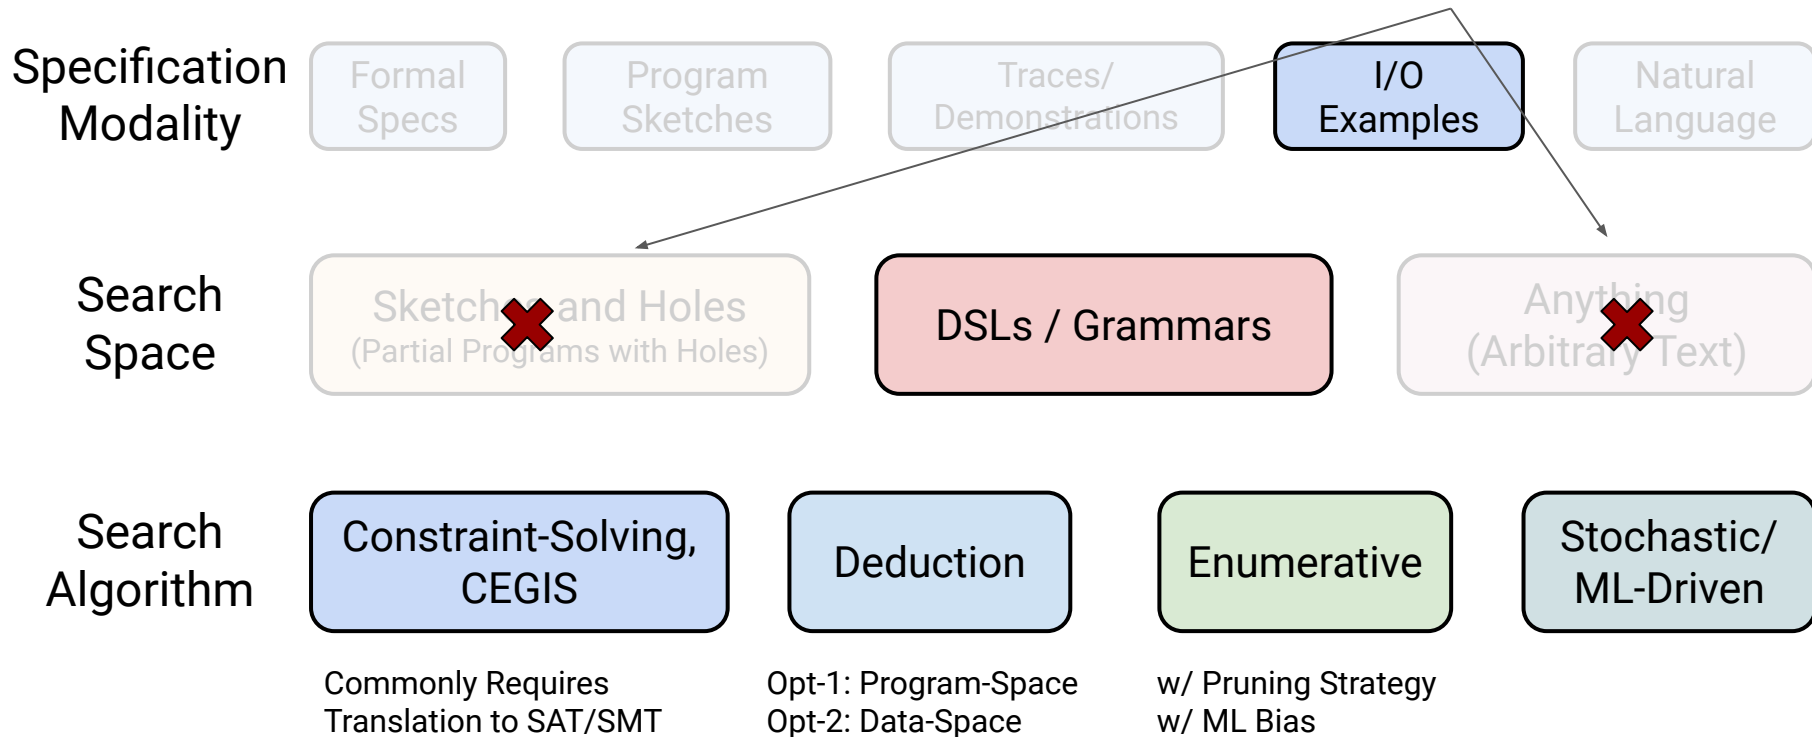 Specification
Modality
Formal
Specs
Program
Sketches
Traces/
Demonstrations
I/O
Examples
Natural
Language
Search
Space
Sketches and Holes
(Partial Programs with Holes)
DSLs / Grammars
Anything
(Arbitrary Text)
Search
Algorithm
Constraint-Solving,
CEGIS
Deduction
Enumerative
Stochastic/
ML-Driven
Commonly Requires
Translation to SAT/SMT
Opt-1: Program-Space
Opt-2: Data-Space
w/ Pruning Strategy
w/ ML Bias